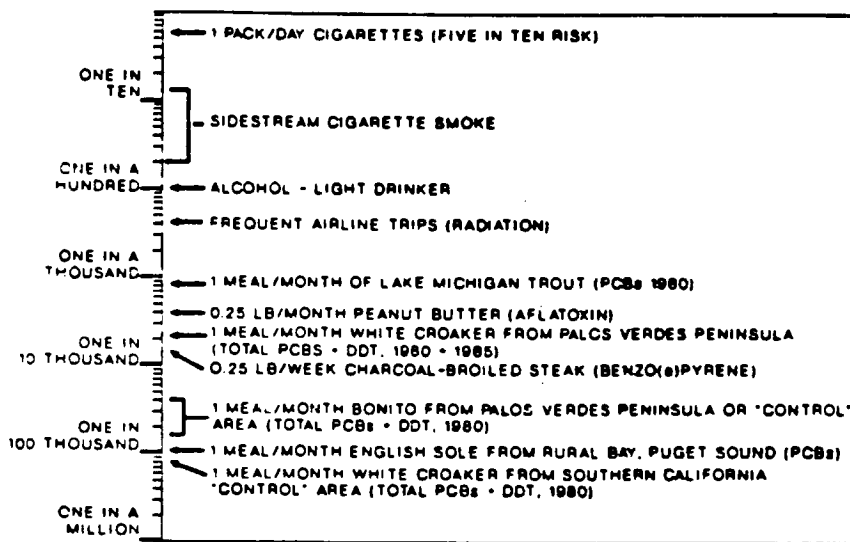 1 PACK/DAY CIGARETTES (FIVE IN TEN RISK)
ONE IN
TEN
SIDESTREAM CIGARETTE SMOKE
ONE IN A
HUNDRED
ALCOHOL - LIGHT DRINKER
FREQUENT AIRLINE TRIPS (RADIATION)
ONE IN A
THOUSAND
1 MEAL/MONTH OF LAKE MICHIGAN TROUT (PCBs 1980)
0.25 LB/MONTH PEANUT BUTTER (AFLATOXIN)
1 MEAL/MONTH WHITE CROAKER FROM PALOS VERDES PENINSULA
(TOTAL PCBS + DDT, 1980 + 1985)
ONE IN
10 THOUSAND
0.25 LB/WEEK CHARCOAL-BROILED STEAK (BENZO(a)PYRENE)
1 MEAL/MONTH BONITO FROM PALOS VERDES PENINSULA OR "CONTROL"
AREA (TOTAL PCBs + DDT, 1980)
ONE IN
100 THOUSAND
1 MEAL/MONTH ENGLISH SOLE FROM RURAL BAY, PUGET SOUND (PCBs)
1 MEAL/MONTH WHITE CROAKER FROM SOUTHERN CALIFORNIA
"CONTROL" AREA (TOTAL PCBs + DDT, 1980)
ONE IN A
MILLION